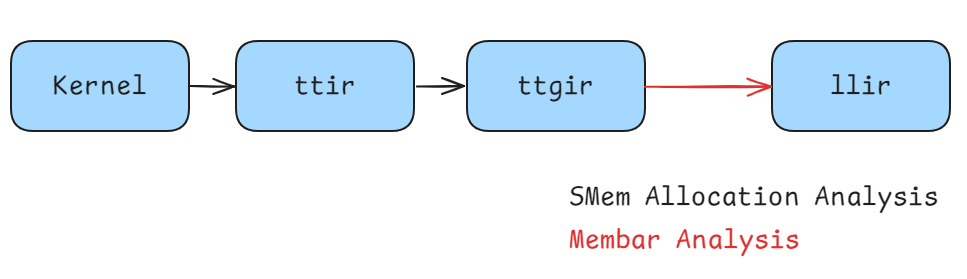 Kernel
ttir
ttgir
llir
SMem Allocation Analysis
Membar Analysis